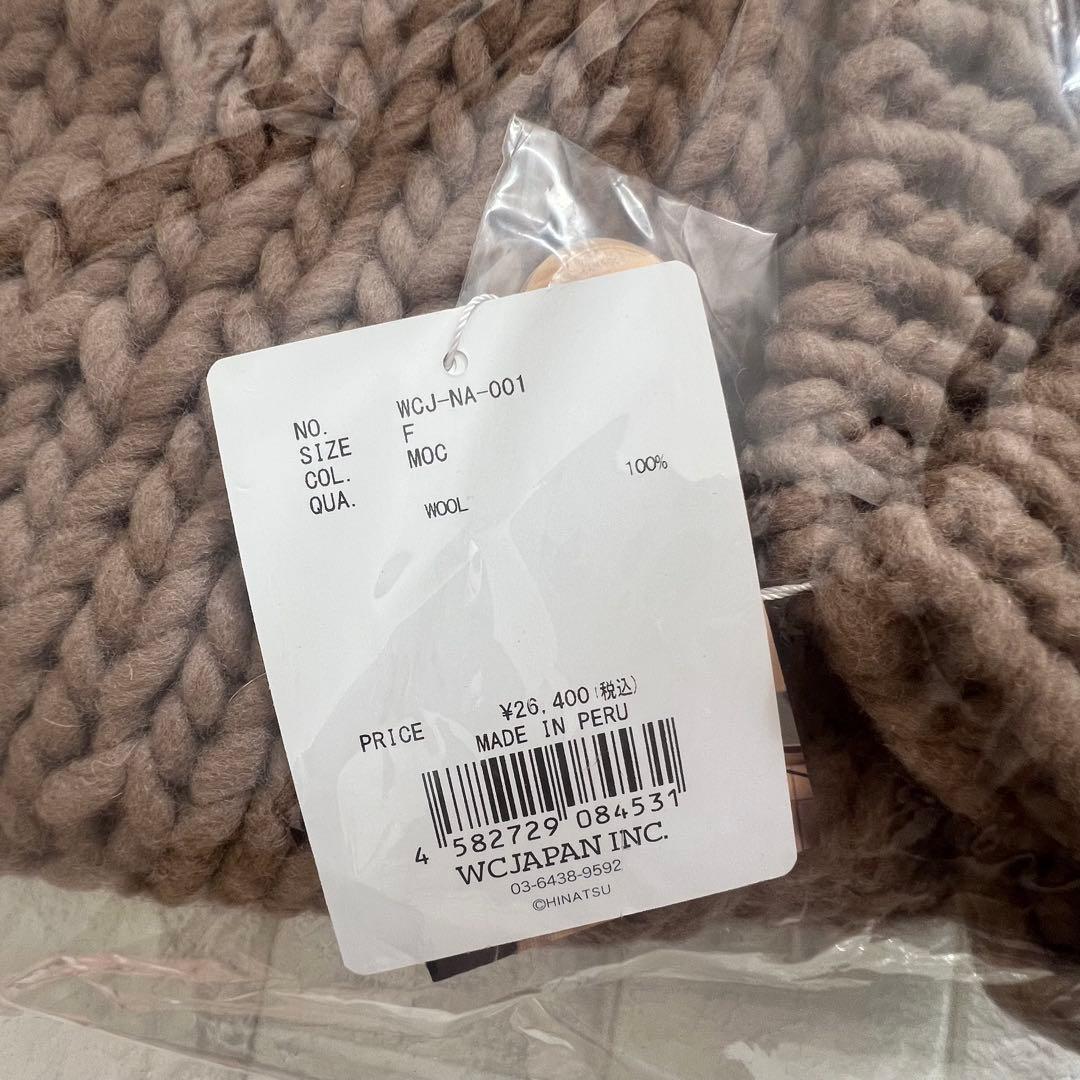 NO. WCJ-NA-001
SIZE F
COL. MOC
QUA. WOOL 100%
¥26,400(税込)
PRICE MADE IN PERU
4 582729 084531
WCJAPAN INC.
03-6438-9592
©HINATSU